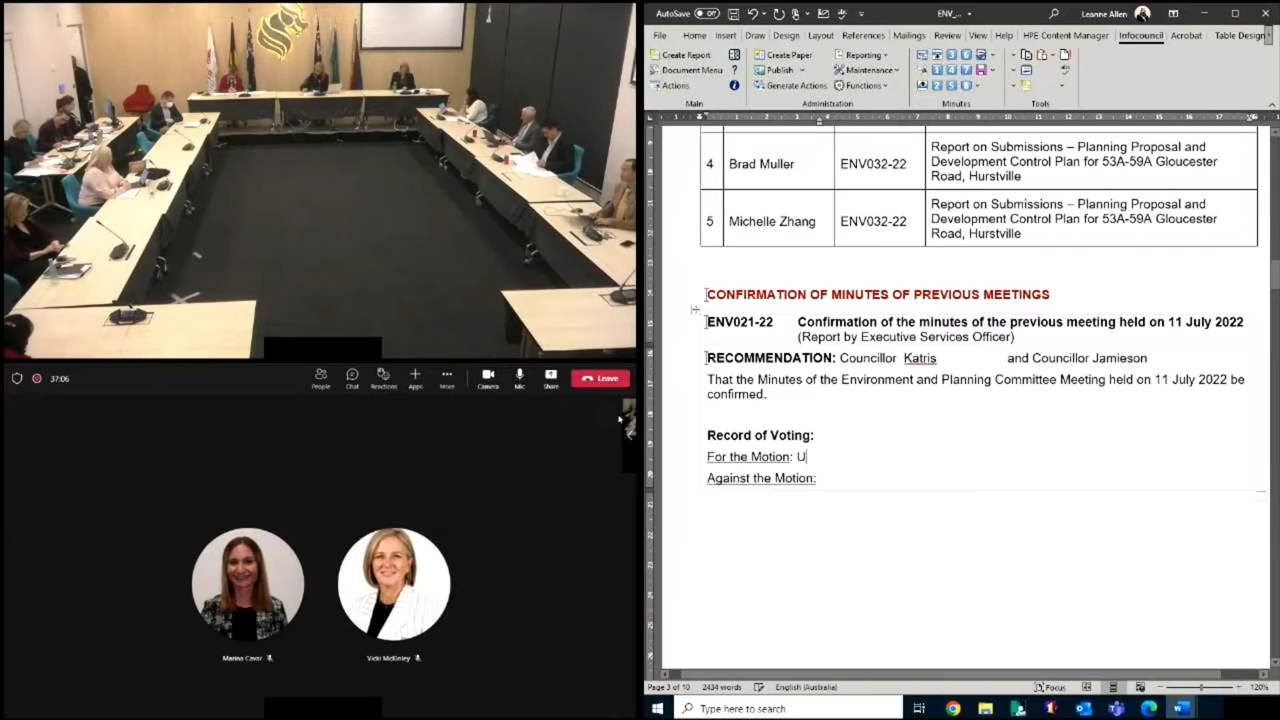 37:06
People
Chat
Reactions
Apps
More
Camera
Mic
Share
Leave
Marina Cavar
Vicki McKinley
AutoSave Off
ENV_...
Leanne Allen
File Home Insert Draw Design Layout References Mailings Review View Help HPE Content Manager Infocouncil Acrobat Table Design
Create Report
Document Menu
Actions
Main
Create Paper
Publish
Generate Actions
Reporting
Maintenance
Functions
Administration
Minutes
Tools
4 Brad Muller ENV032-22 Report on Submissions – Planning Proposal and
Development Control Plan for 53A-59A Gloucester
Road, Hurstville
5 Michelle Zhang ENV032-22 Report on Submissions – Planning Proposal and
Development Control Plan for 53A-59A Gloucester
Road, Hurstville
CONFIRMATION OF MINUTES OF PREVIOUS MEETINGS
ENV021-22 Confirmation of the minutes of the previous meeting held on 11 July 2022
(Report by Executive Services Officer)
RECOMMENDATION: Councillor Katris and Councillor Jamieson
That the Minutes of the Environment and Planning Committee Meeting held on 11 July 2022 be
confirmed.
Record of Voting:
For the Motion: U
Against the Motion:
Page 3 of 10 2434 words English (Australia) Focus 120%
Type here to search